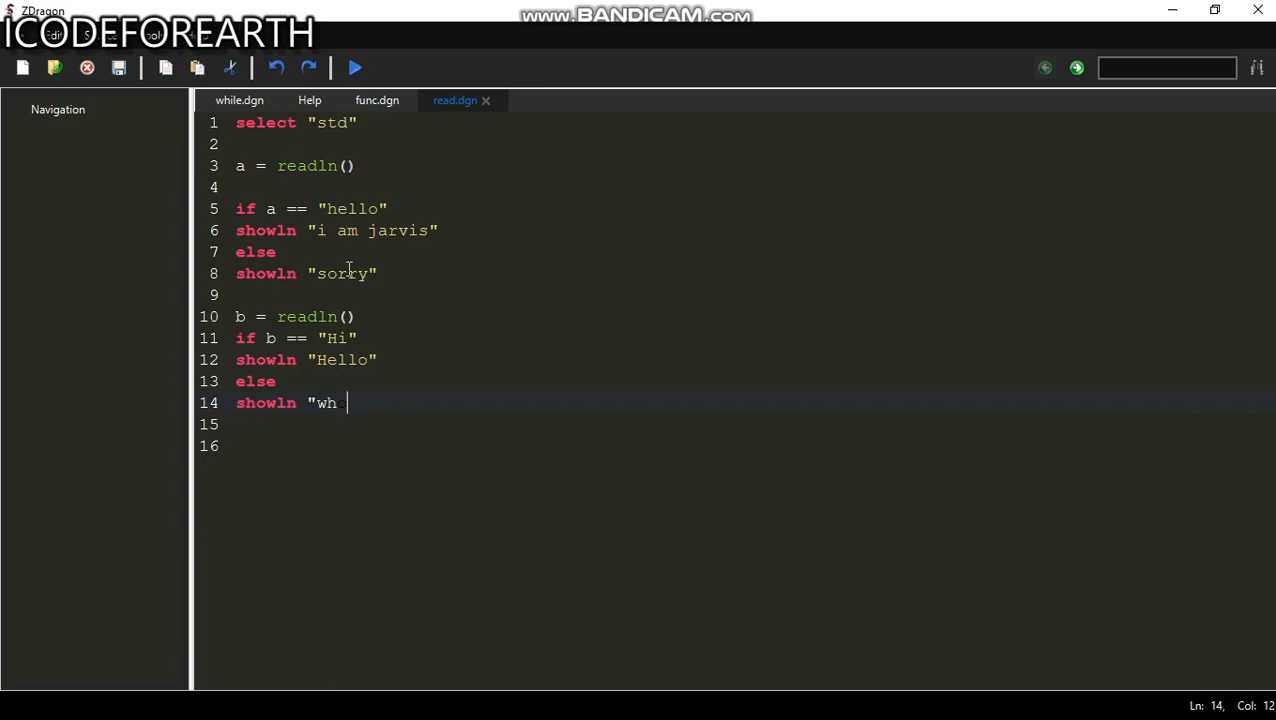 ZDragon
www.BANDICAM.com
ICODEFOREARTH
Navigation
while.dgn Help func.dgn read.dgn
1 select "std"
2
3 a = readln()
4
5 if a == "hello"
6 showln "i am jarvis"
7 else
8 showln "sorry"
9
10 b = readln()
11 if b == "Hi"
12 showln "Hello"
13 else
14 showln "who
15
16
Ln: 14, Col: 12